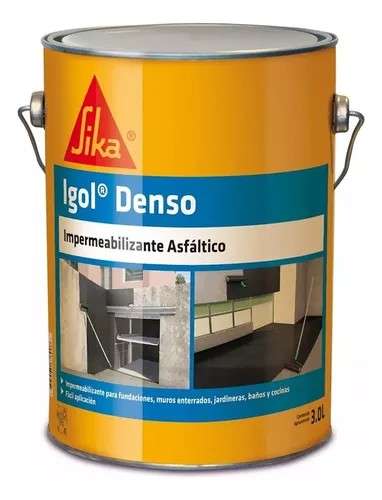 Sika
®
Igol® Denso
Impermeabilizante Asfáltico
• Impermeabilizante para fundaciones, muros enterrados, jardineras, baños y cocinas
• Fácil aplicación
3.0L